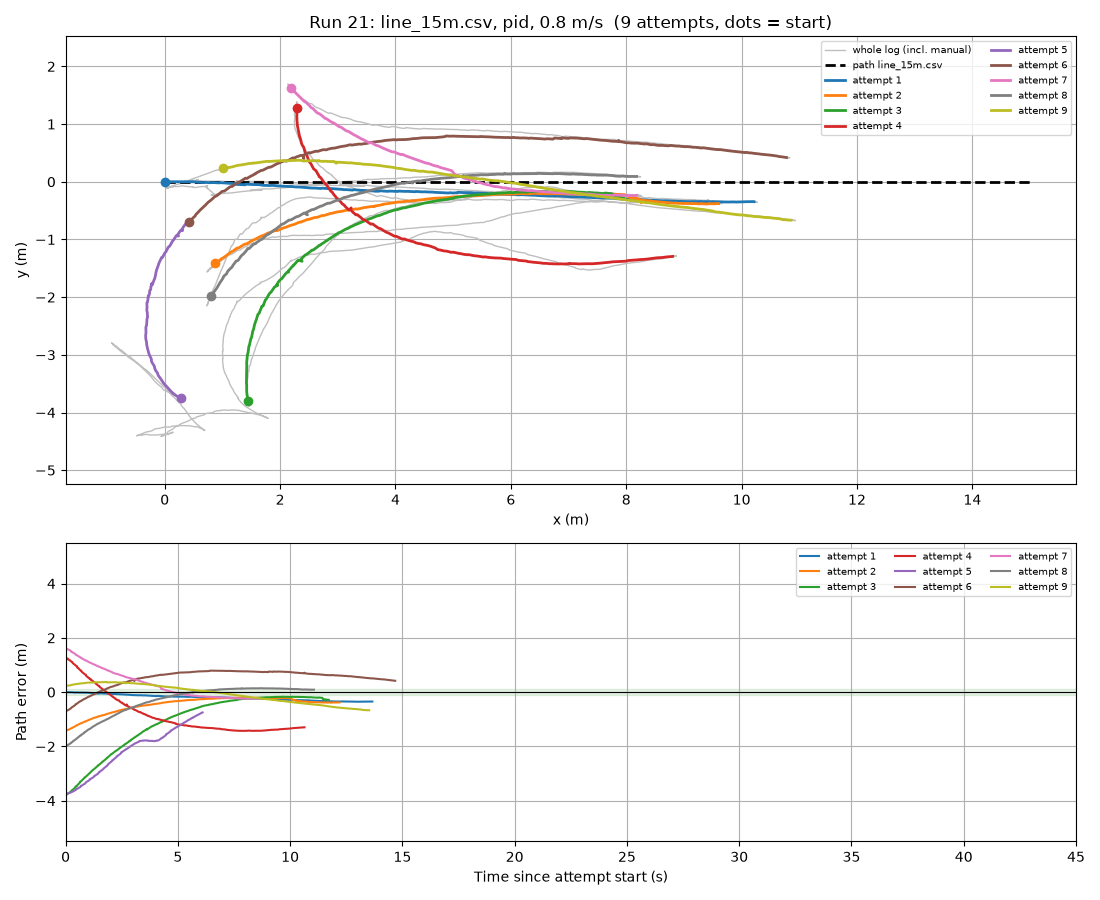 Run 21: line_15m.csv, pid, 0.8 m/s  (9 attempts, dots = start)
whole log (incl. manual)
path line_15m.csv
attempt 1
attempt 2
attempt 3
attempt 4
attempt 5
attempt 6
attempt 7
attempt 8
attempt 9
y (m)
2
1
0
−1
−2
−3
−4
−5
0 2 4 6 8 10 12 14
x (m)
attempt 1
attempt 2
attempt 3
attempt 4
attempt 5
attempt 6
attempt 7
attempt 8
attempt 9
Path error (m)
4
2
0
−2
−4
0 5 10 15 20 25 30 35 40 45
Time since attempt start (s)